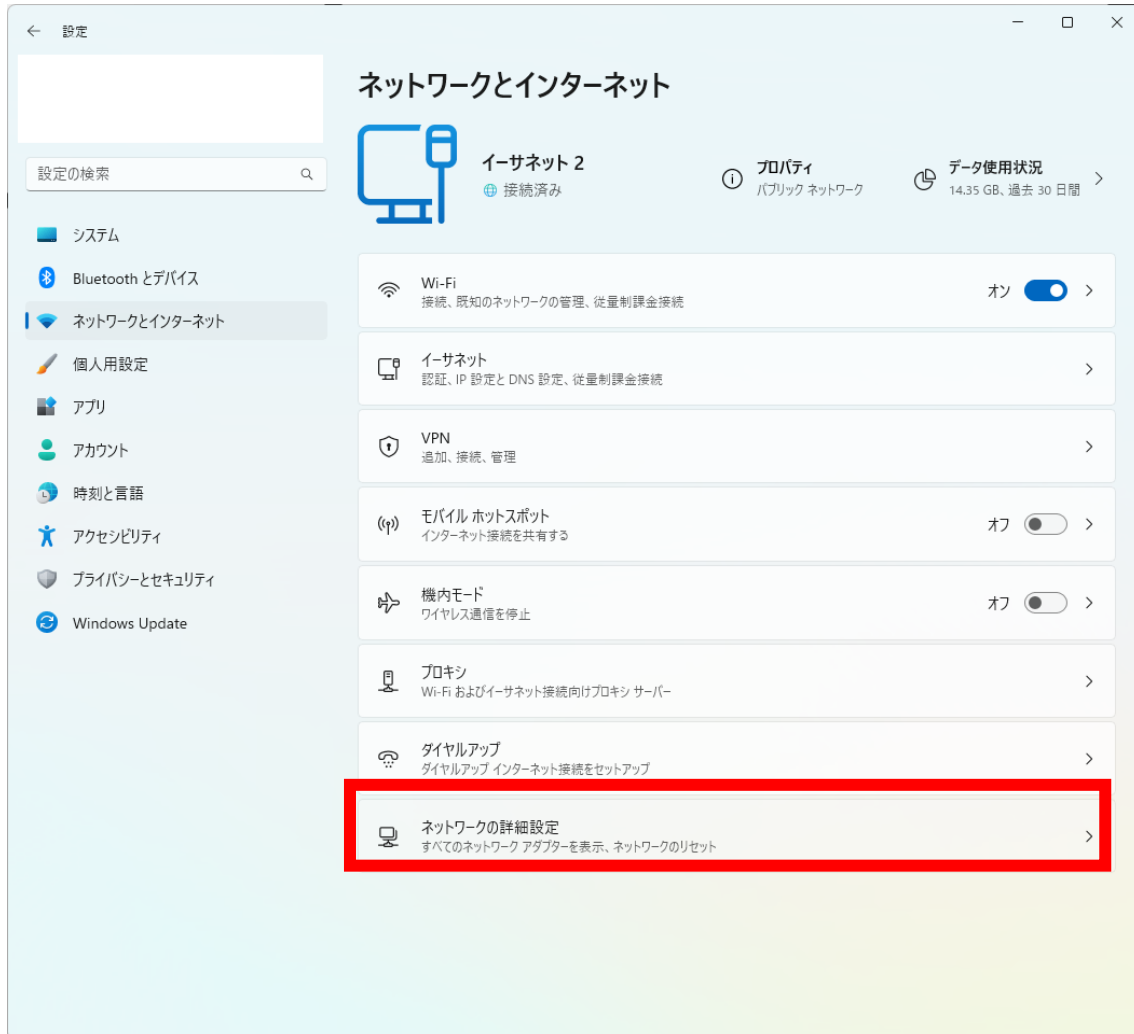 設定
ネットワークとインターネット
設定の検索
イーサネット 2
接続済み
プロパティ
パブリック ネットワーク
データ使用状況
14.35 GB、過去 30 日間
システム
Bluetooth とデバイス
ネットワークとインターネット
個人用設定
アプリ
アカウント
時刻と言語
アクセシビリティ
プライバシーとセキュリティ
Windows Update
Wi-Fi
接続、既知のネットワークの管理、従量制課金接続
オン
イーサネット
認証、IP 設定と DNS 設定、従量制課金接続
VPN
追加、接続、管理
モバイル ホットスポット
インターネット接続を共有する
オフ
機内モード
ワイヤレス通信を停止
オフ
プロキシ
Wi-Fi およびイーサネット接続向けプロキシ サーバー
ダイヤルアップ
ダイヤルアップ インターネット接続をセットアップ
ネットワークの詳細設定
すべてのネットワーク アダプターを表示、ネットワークのリセット